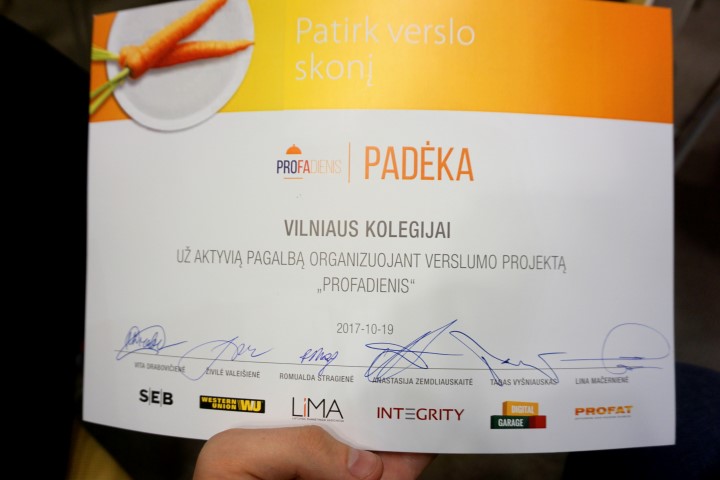 Patirk verslo
skonį
PROFADIENIS
PADĖKA
VILNIAUS KOLEGIJAI
UŽ AKTYVIĄ PAGALBĄ ORGANIZUOJANT VERSLUMO PROJEKTĄ
„PROFADIENIS“
2017-10-19
VITA DRABOVIČIENĖ
ŽIVILĖ VALEIŠIENĖ
ROMUALDA STRAGIENĖ
ANASTASIJA ZEMDLIAUSKAITĖ
TADAS VYŠNIAUSKAS
LINA MAČERNIENĖ
SEB
WESTERN UNION WU
LiMA
INTEGRITY
DIGITAL GARAGE
PROFAT